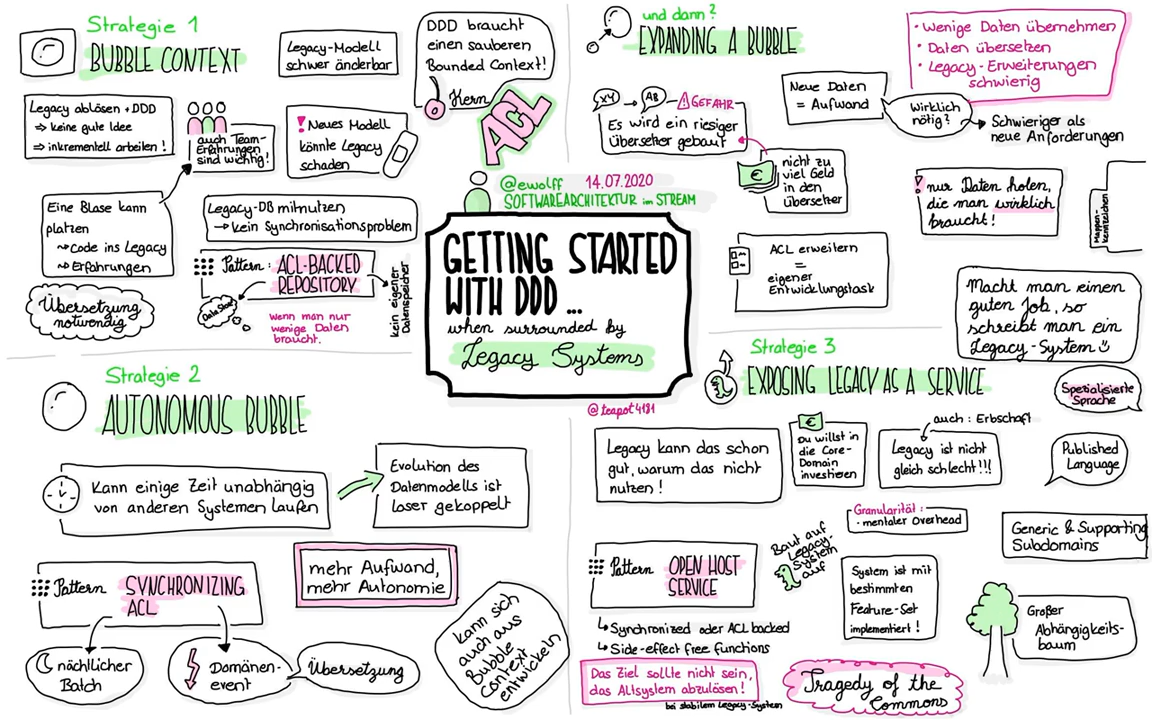 Strategie 1
BUBBLE CONTEXT
Legacy-Modell
schwer änderbar
DDD braucht
einen sauberen
Bounded Context!
Kern
ACL
Legacy ablösen + DDD
⇒ keine gute Idee
⇒ inkrementell arbeiten!
auch Team-
Erfahrungen
sind wichtig!
! Neues Modell
könnte Legacy
schaden
Eine Blase kann
platzen
↝ Code ins Legacy
↝ Erfahrungen
Legacy-DB mitnutzen
→ kein Synchronisationsproblem
Pattern: ACL-BACKED
REPOSITORY
kein eigener
Datenspeicher
Data Store
wenn man nur
wenige Daten
braucht.
Übersetzung
notwendig
@ewolff 14.07.2020
SOFTWAREARCHITEKTUR im STREAM
GETTING STARTED
WITH DDD ...
when surrounded by
Legacy Systems
@teapot4181
und dann?
EXPANDING A BUBBLE
• Wenige Daten übernehmen
• Daten übersetzen
• Legacy-Erweiterungen
schwierig
XY → AB ⚠ GEFAHR
Es wird ein riesiger
Übersetzer gebaut
Neue Daten
= Aufwand
Wirklich
nötig?
→ Schwieriger als
neue Anforderungen
€
nicht zu
viel Geld
in den
Übersetzer
! nur Daten holen,
die man wirklich
braucht!
Mappen-
kennzeichen
ACL erweitern
=
eigener
Entwicklungstask
Macht man einen
guten Job, so
schreibt man ein
Legacy-System ☺
Strategie 2
AUTONOMOUS BUBBLE
Kann einige Zeit unabhängig
von anderen Systemen laufen
Evolution des
Datenmodells ist
loser gekoppelt
Pattern SYNCHRONIZING
ACL
mehr Aufwand,
mehr Autonomie
nächtlicher
Batch
Domänen-
event
Übersetzung
Kann sich
auch aus
Bubble
Context
entwickeln
Strategie 3
EXPOSING LEGACY AS A SERVICE
Spezialisierte
Sprache
Legacy kann das schon
gut, warum das nicht
nutzen!
€
Du willst in
die Core-
Domain
investieren
auch: Erbschaft
Legacy ist nicht
gleich schlecht!!!
Published
Language
Granularität:
- mentaler Overhead
Generic & Supporting
Subdomains
Pattern OPEN HOST
SERVICE
Baut auf
Legacy-
System
auf
System ist mit
bestimmten
Feature-Set
implementiert!
Großer
Abhängigkeits-
baum
↳ Synchronized oder ACL backed
↳ Side-effect free functions
Das Ziel sollte nicht sein,
das Altsystem abzulösen!
bei stabilem Legacy-System
Tragedy of the
Commons